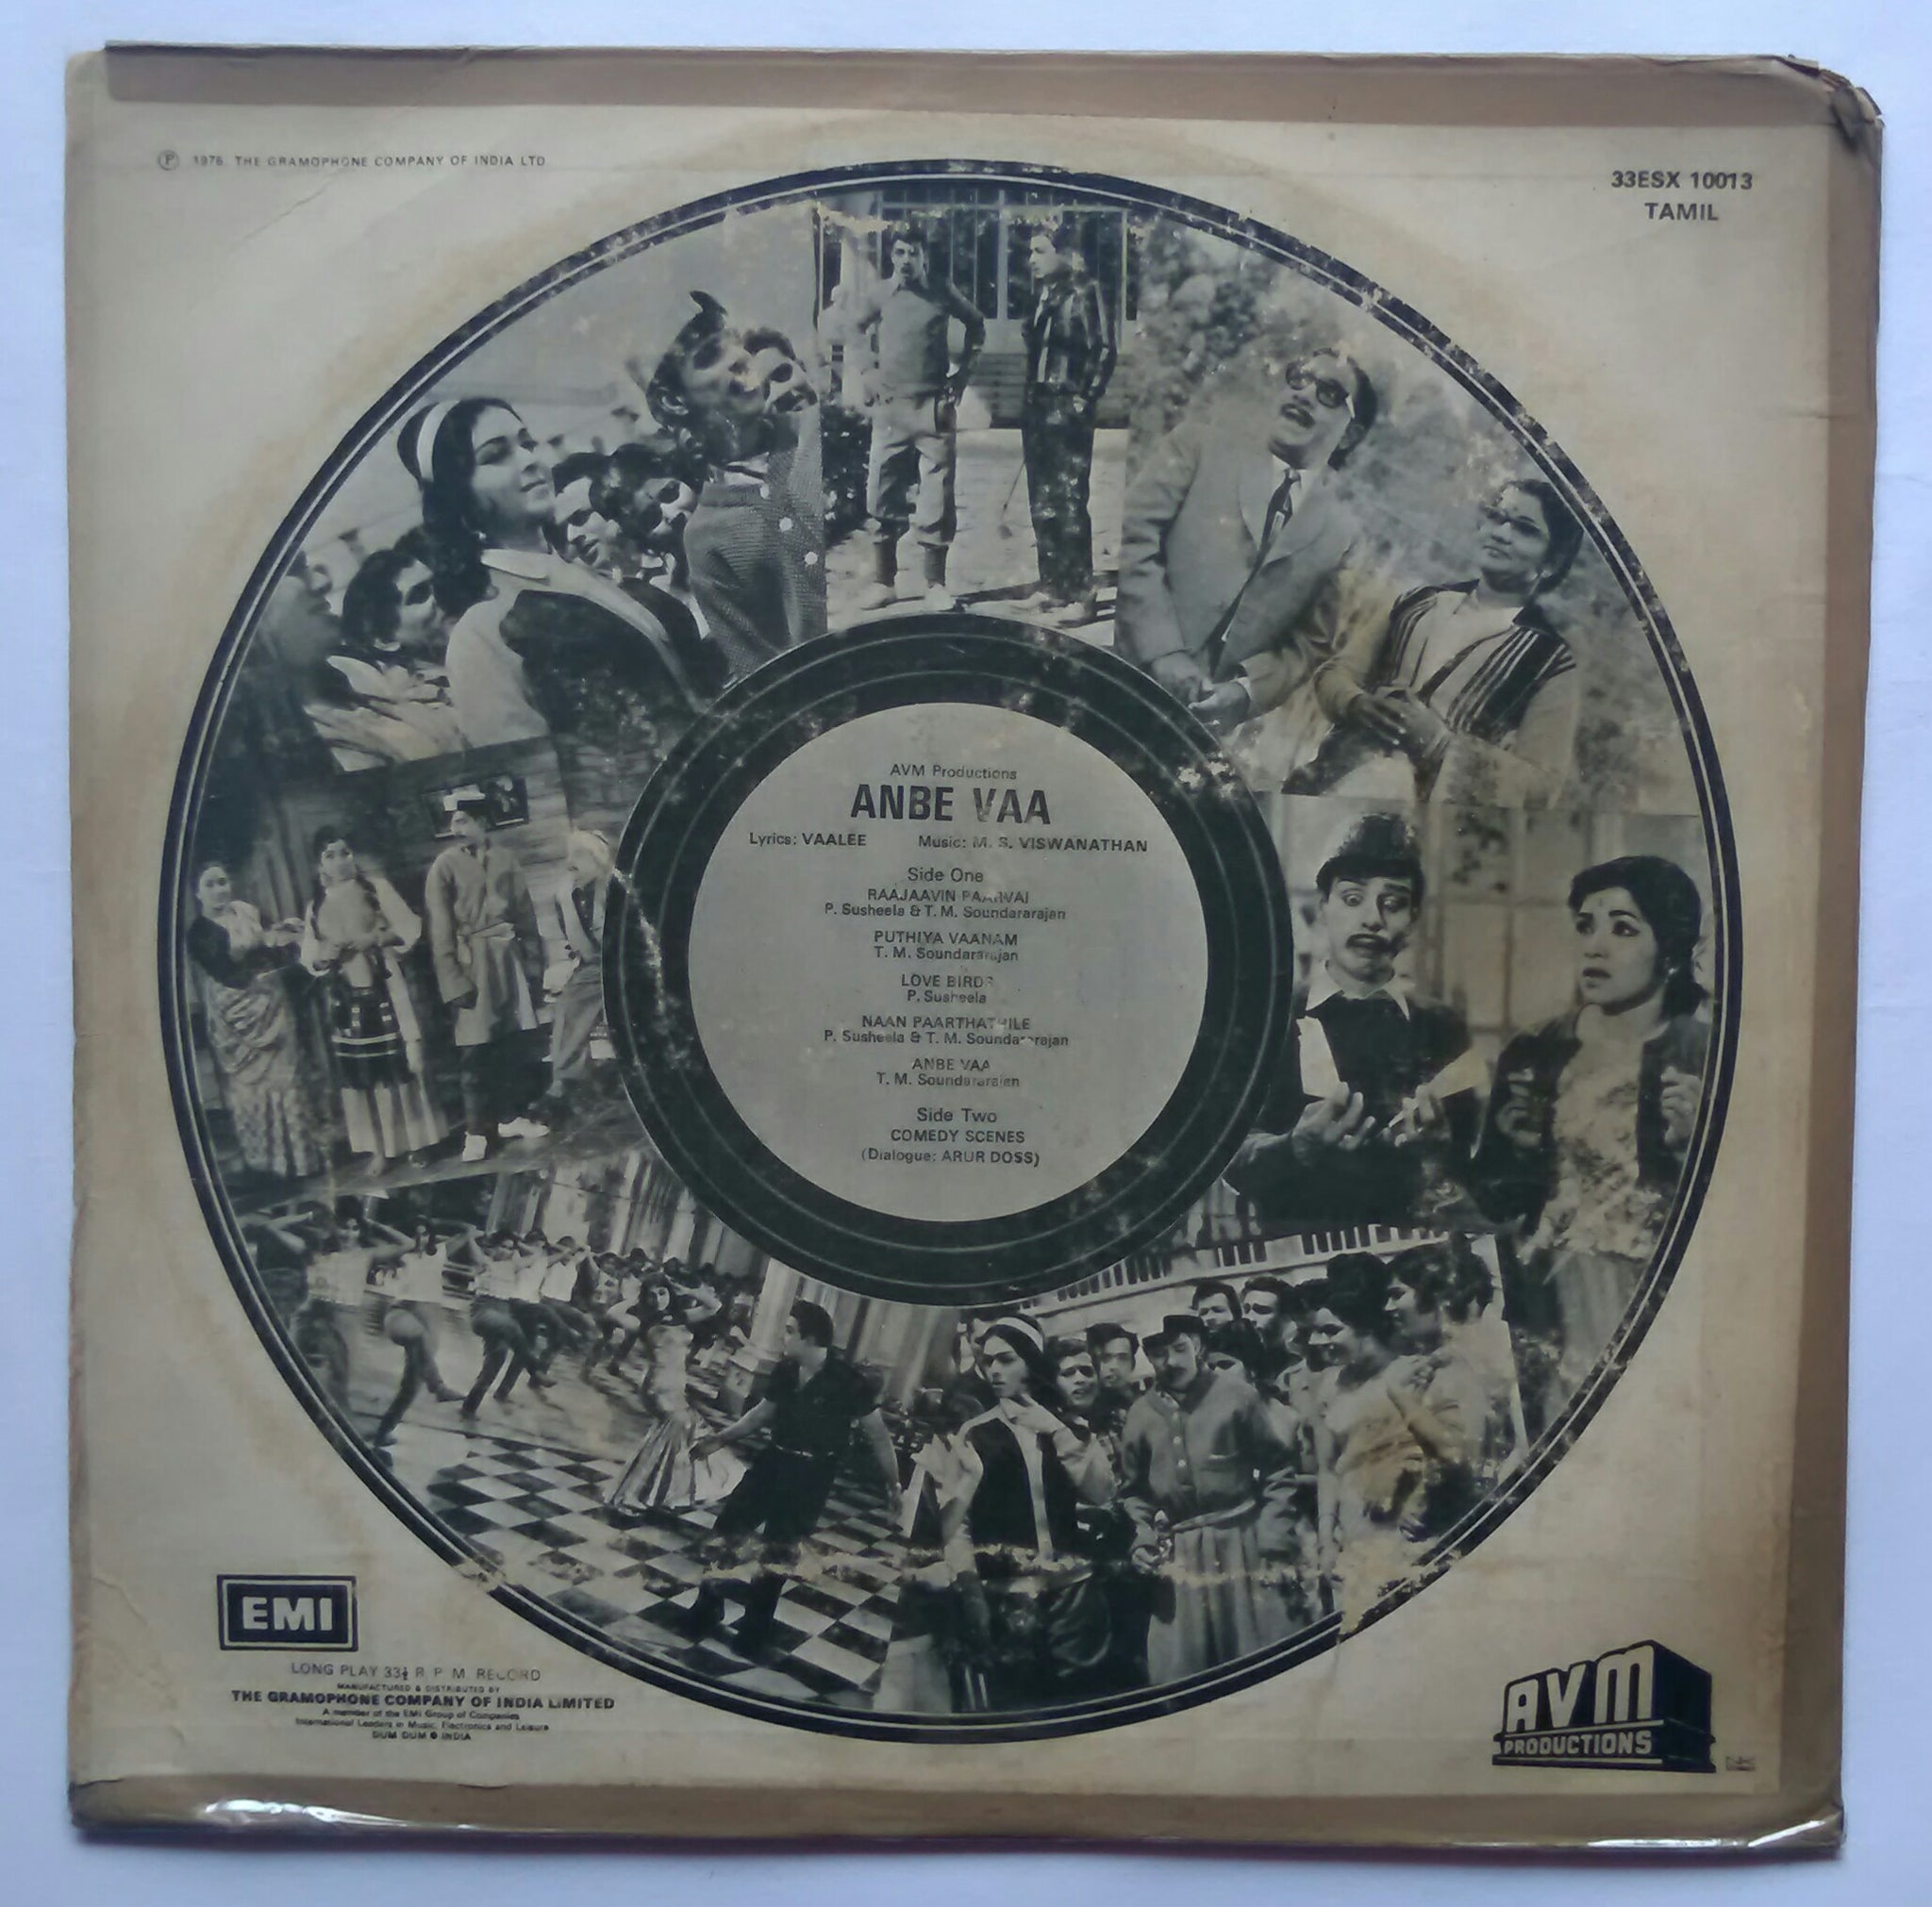 Ⓟ 1976. THE GRAMOPHONE COMPANY OF INDIA LTD
33ESX 10013
TAMIL
AVM Productions
ANBE VAA
Lyrics: VAALEE Music: M. S. VISWANATHAN
Side One
RAAJAAVIN PAARVAI
P. Susheela & T. M. Soundararajan
PUTHIYA VAANAM
T. M. Soundararajan
LOVE BIRDS
P. Susheela
NAAN PAARTHATHILE
P. Susheela & T. M. Soundararajan
ANBE VAA
T. M. Soundararajan
Side Two
COMEDY SCENES
(Dialogue: ARUR DOSS)
EMI
LONG PLAY 33⅓ R P M RECORD
MANUFACTURED & DISTRIBUTED BY
THE GRAMOPHONE COMPANY OF INDIA LIMITED
A member of the EMI Group of Companies
International Leaders in Music, Electronics and Leisure
DUM DUM ● INDIA
AVM
PRODUCTIONS